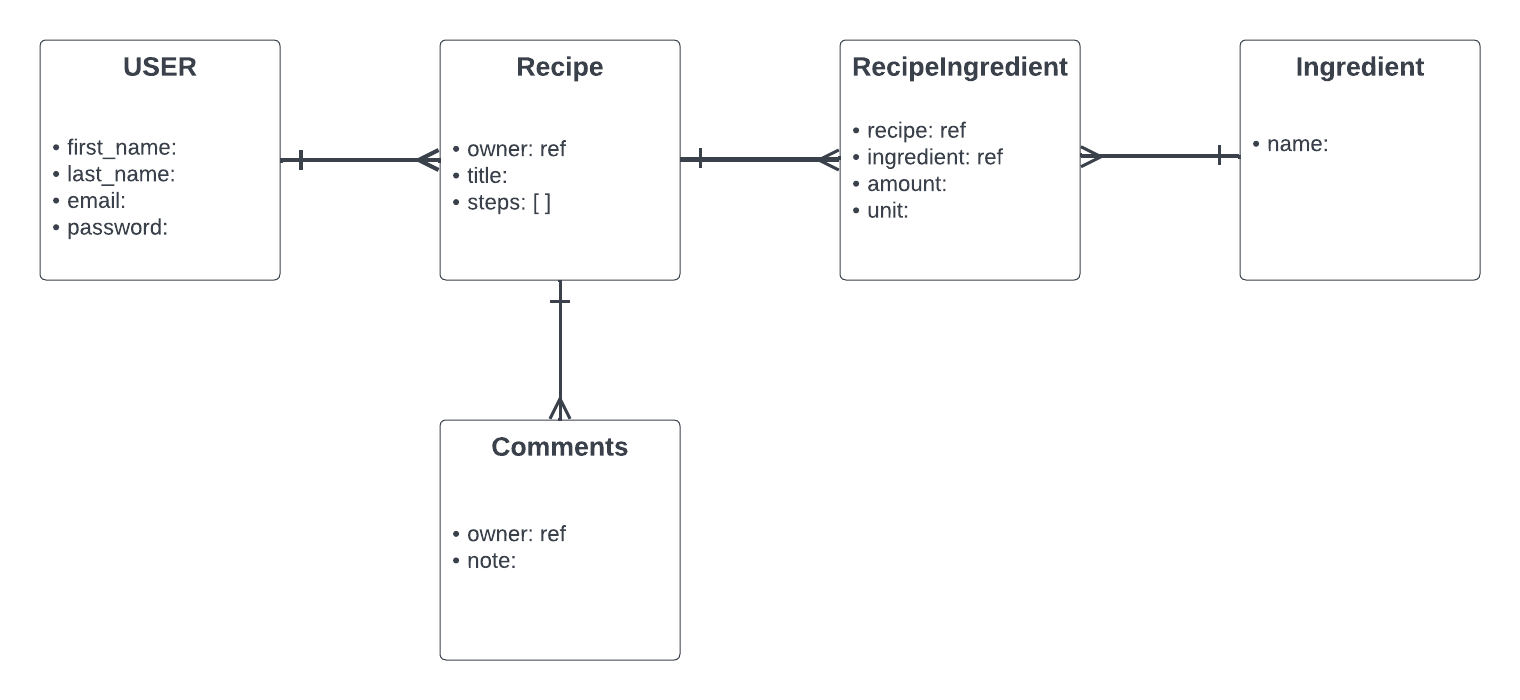 USER
• first_name:
• last_name:
• email:
• password:
Recipe
• owner: ref
• title:
• steps: [ ]
RecipeIngredient
• recipe: ref
• ingredient: ref
• amount:
• unit:
Ingredient
• name:
Comments
• owner: ref
• note: